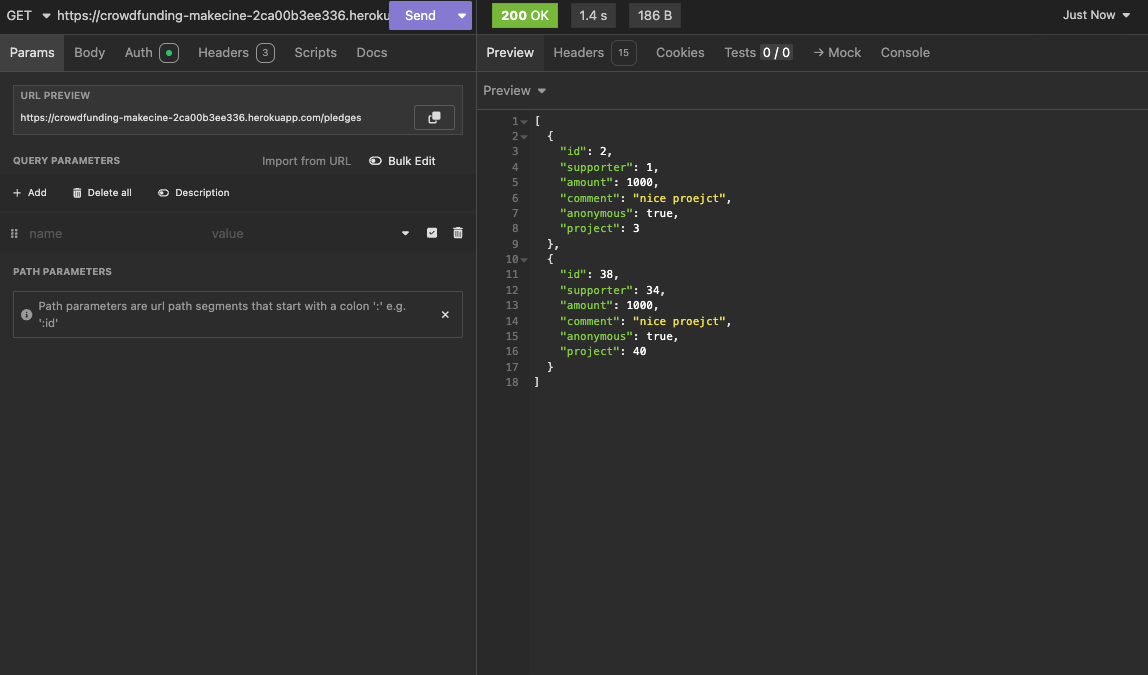 GET https://crowdfunding-makecine-2ca00b3ee336.heroku Send
200 OK 1.4 s 186 B Just Now
Params Body Auth Headers 3 Scripts Docs
Preview Headers 15 Cookies Tests 0 / 0 → Mock Console
URL PREVIEW
https://crowdfunding-makecine-2ca00b3ee336.herokuapp.com/pledges
QUERY PARAMETERS Import from URL Bulk Edit
+ Add Delete all Description
name value
PATH PARAMETERS
Path parameters are url path segments that start with a colon ':' e.g.
':id'
Preview
1 [
2 {
3 "id": 2,
4 "supporter": 1,
5 "amount": 1000,
6 "comment": "nice proejct",
7 "anonymous": true,
8 "project": 3
9 },
10 {
11 "id": 38,
12 "supporter": 34,
13 "amount": 1000,
14 "comment": "nice proejct",
15 "anonymous": true,
16 "project": 40
17 }
18 ]